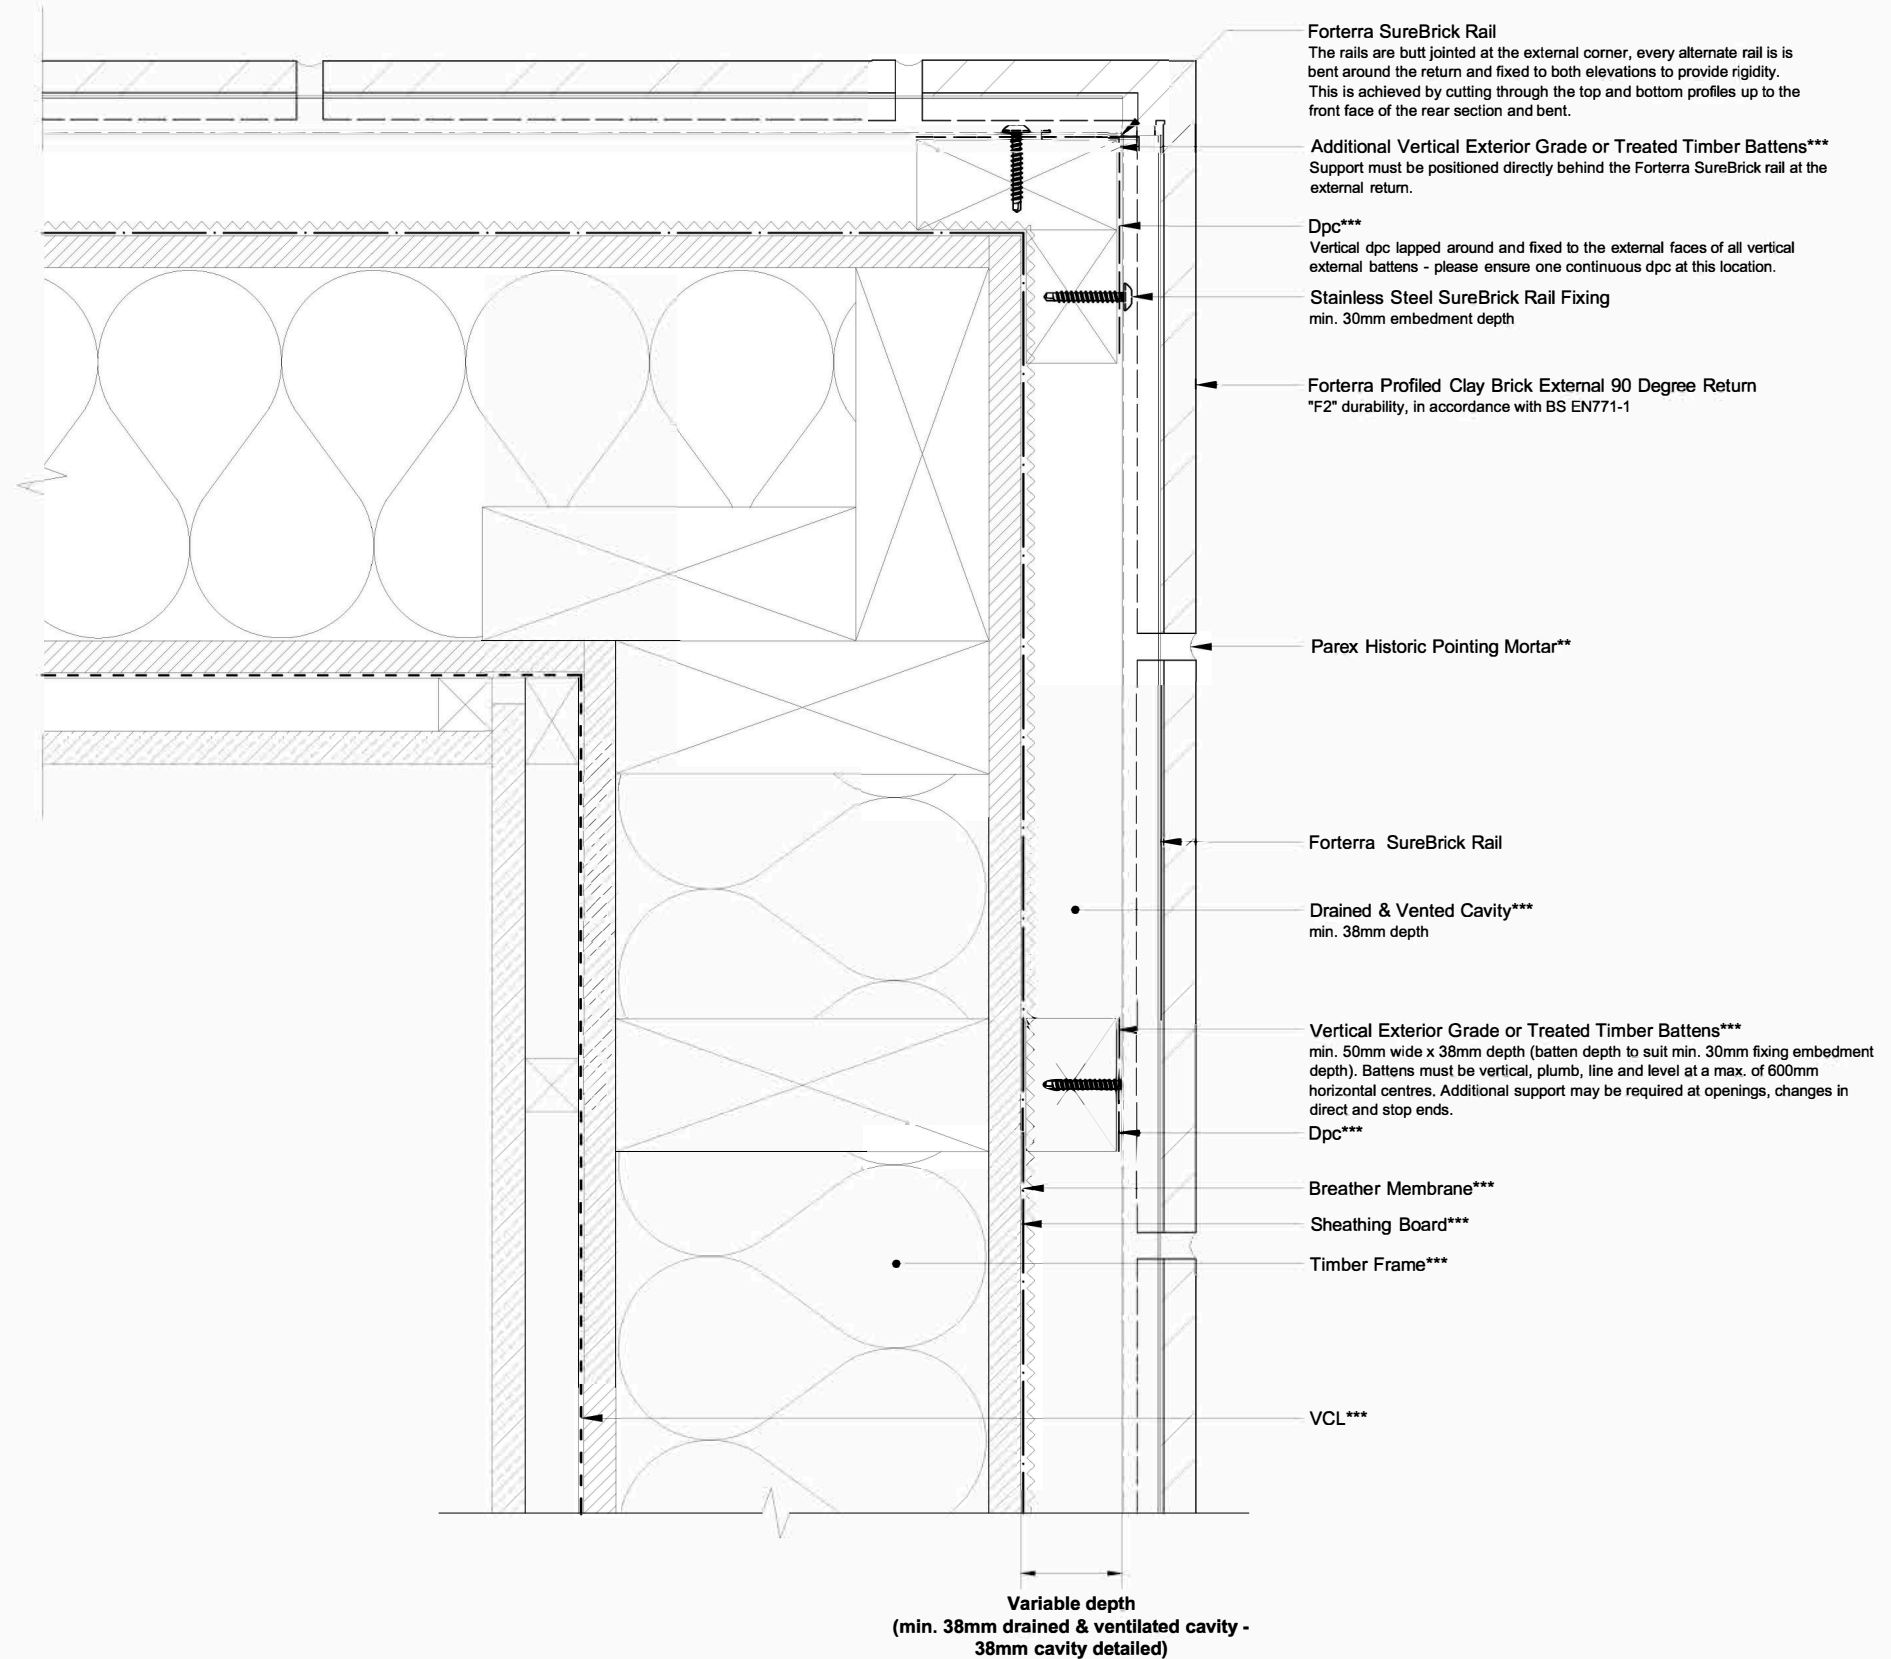 Forterra SureBrick Rail
The rails are butt jointed at the external corner, every alternate rail is is
bent around the return and fixed to both elevations to provide rigidity.
This is achieved by cutting through the top and bottom profiles up to the
front face of the rear section and bent.
Additional Vertical Exterior Grade or Treated Timber Battens***
Support must be positioned directly behind the Forterra SureBrick rail at the
external return.
Dpc***
Vertical dpc lapped around and fixed to the external faces of all vertical
external battens - please ensure one continuous dpc at this location.
Stainless Steel SureBrick Rail Fixing
min. 30mm embedment depth
Forterra Profiled Clay Brick External 90 Degree Return
"F2" durability, in accordance with BS EN771-1
Parex Historic Pointing Mortar**
Forterra SureBrick Rail
Drained & Vented Cavity***
min. 38mm depth
Vertical Exterior Grade or Treated Timber Battens***
min. 50mm wide x 38mm depth (batten depth to suit min. 30mm fixing embedment
depth). Battens must be vertical, plumb, line and level at a max. of 600mm
horizontal centres. Additional support may be required at openings, changes in
direct and stop ends.
Dpc***
Breather Membrane***
Sheathing Board***
Timber Frame***
VCL***
Variable depth
(min. 38mm drained & ventilated cavity -
38mm cavity detailed)